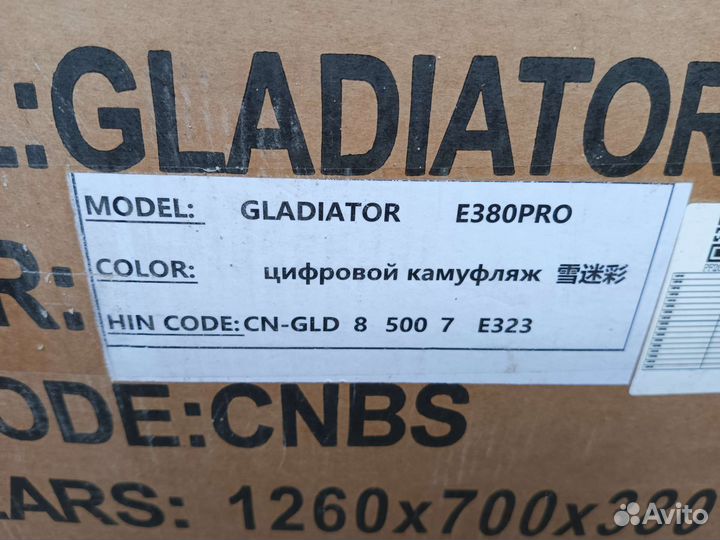 L:GLADIATOR
MODEL: GLADIATOR E380PRO
COLOR: цифровой камуфляж 雪迷彩
R:
HIN CODE:CN-GLD 8 500 7 E323
ODE:CNBS
LARS: 1260x700x380
Avito